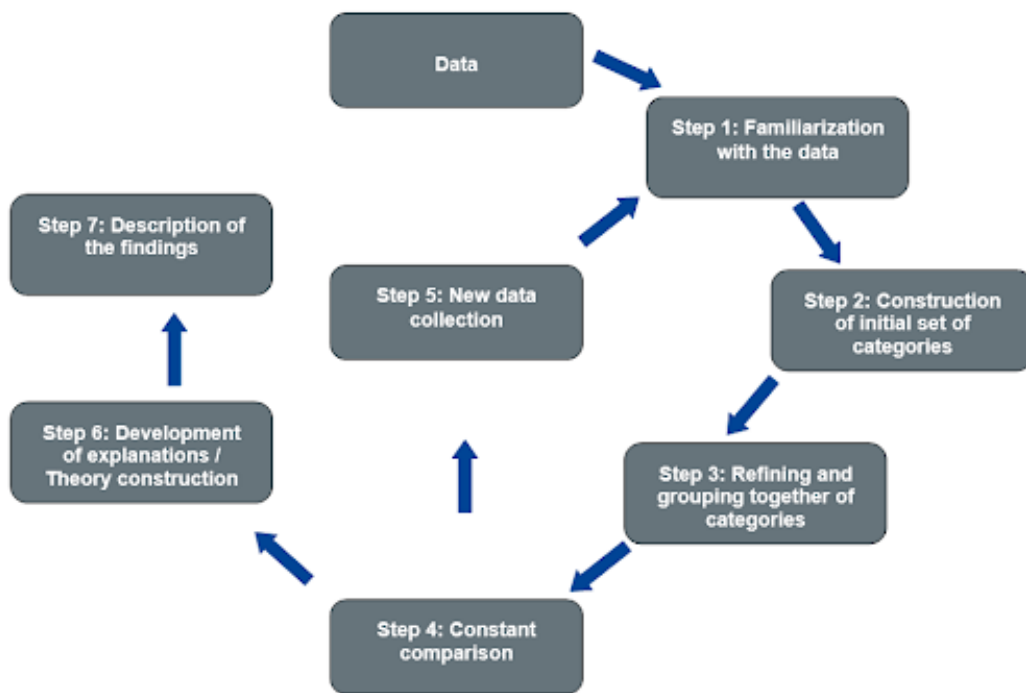 Data
Step 1: Familiarization
with the data
Step 2: Construction
of initial set of
categories
Step 3: Refining and
grouping together of
categories
Step 4: Constant
comparison
Step 5: New data
collection
Step 6: Development
of explanations /
Theory construction
Step 7: Description of
the findings